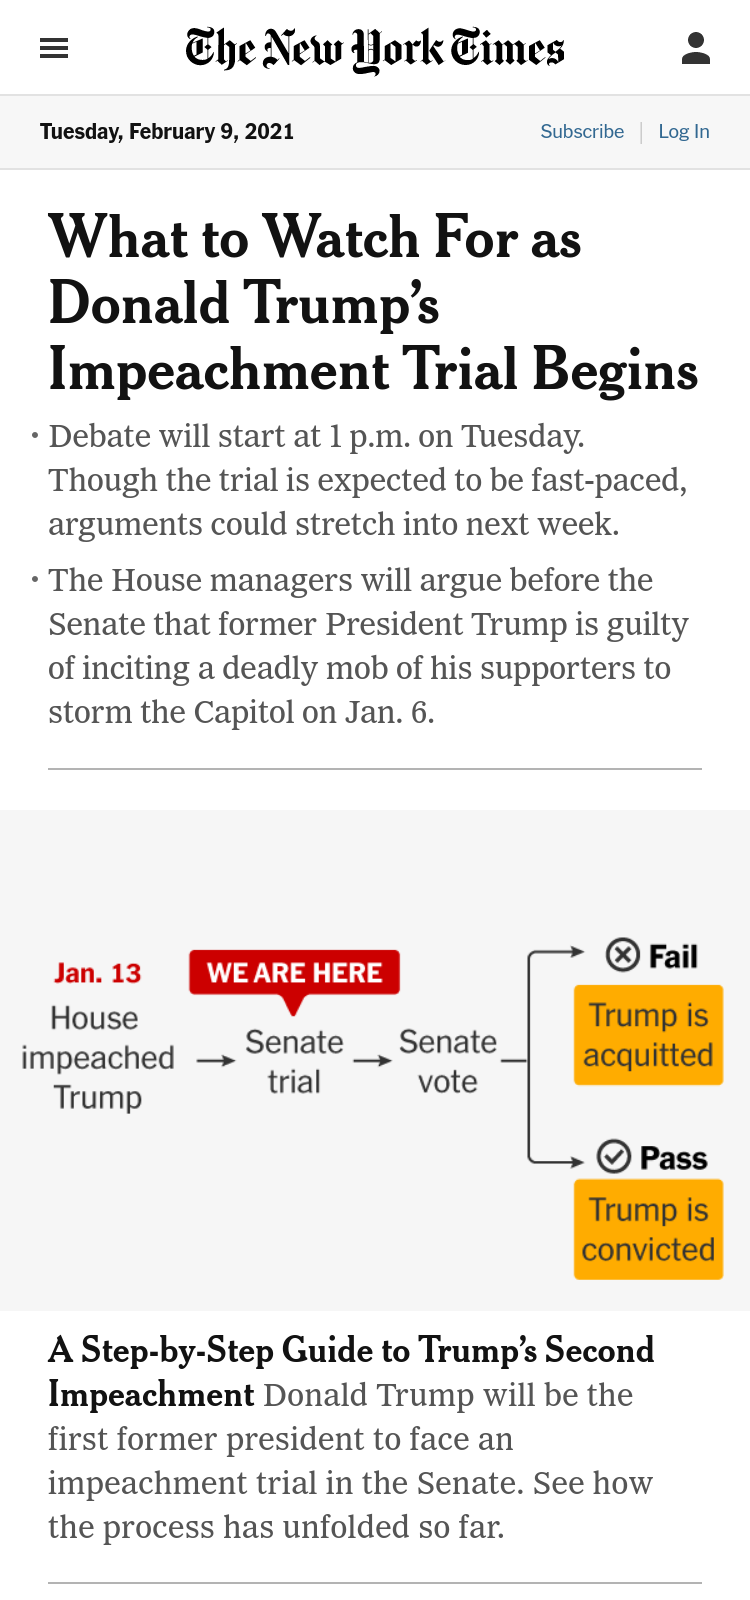 The New York Times
Tuesday, February 9, 2021
Subscribe | Log In
What to Watch For as
Donald Trump's
Impeachment Trial Begins
• Debate will start at 1 p.m. on Tuesday.
Though the trial is expected to be fast-paced,
arguments could stretch into next week.
• The House managers will argue before the
Senate that former President Trump is guilty
of inciting a deadly mob of his supporters to
storm the Capitol on Jan. 6.
Jan. 13
House
impeached
Trump
WE ARE HERE
Senate
trial
Senate
vote
Fail
Trump is
acquitted
Pass
Trump is
convicted
A Step-by-Step Guide to Trump's Second
Impeachment Donald Trump will be the
first former president to face an
impeachment trial in the Senate. See how
the process has unfolded so far.